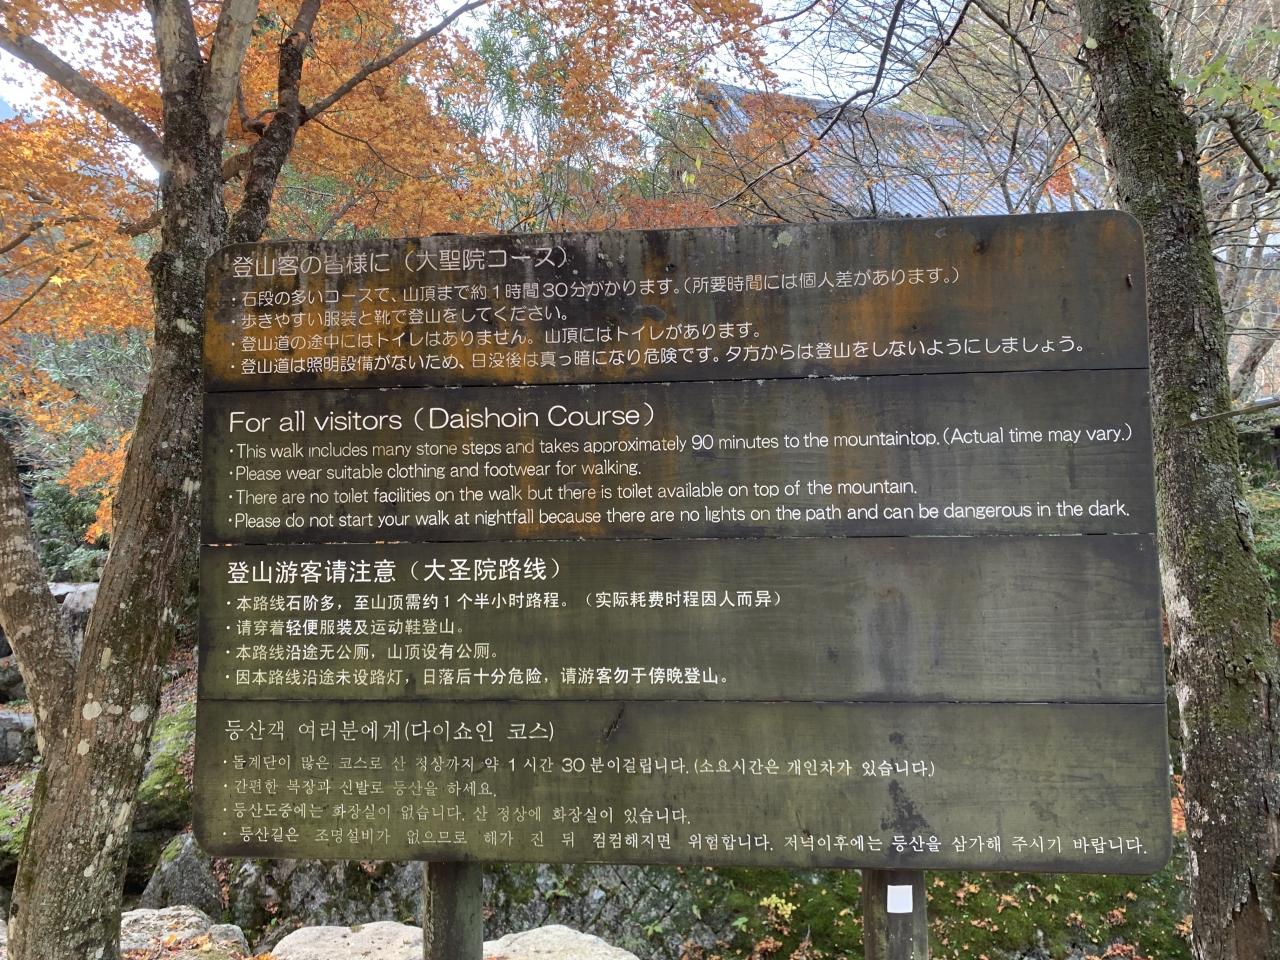 登山客の皆様に（大聖院コース）
・石段の多いコースで、山頂まで約1時間30分がかります。（所要時間には個人差があります。）
・歩きやすい服装と靴で登山をしてください。
・登山道の途中にはトイレはありません。山頂にはトイレがあります。
・登山道は照明設備がないため、日没後は真っ暗になり危険です。夕方からは登山をしないようにしましょう。
For all visitors（Daishoin Course）
・This walk includes many stone steps and takes approximately 90 minutes to the mountaintop.（Actual time may vary.）
・Please wear suitable clothing and footwear for walking.
・There are no toilet facilities on the walk but there is toilet available on top of the mountain.
・Please do not start your walk at nightfall because there are no lights on the path and can be dangerous in the dark.
登山游客请注意（大圣院路线）
・本路线石阶多，至山顶需约1个半小时路程。（实际耗费时程因人而异）
・请穿着轻便服装及运动鞋登山。
・本路线沿途无公厕，山顶设有公厕。
・因本路线沿途未设路灯，日落后十分危险，请游客勿于傍晚登山。
등산객 여러분에게(다이쇼인 코스)
・돌계단이 많은 코스로 산 정상까지 약 1시간 30분이걸립니다. (소요시간은 개인차가 있습니다.)
・간편한 복장과 신발로 등산을 하세요.
・등산도중에는 화장실이 없습니다. 산 정상에 화장실이 있습니다.
・등산길은 조명설비가 없으므로 해가 진 뒤 컴컴해지면 위험합니다. 저녁이후에는 등산을 삼가해 주시기 바랍니다.